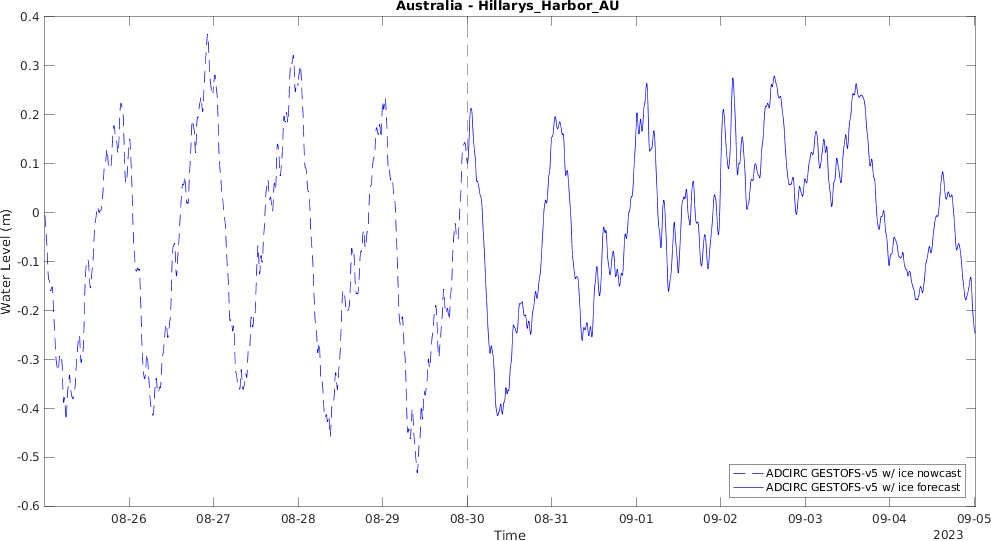 Australia - Hillarys_Harbor_AU
Water Level (m)
0.4
0.3
0.2
0.1
0
-0.1
-0.2
-0.3
-0.4
-0.5
-0.6
ADCIRC GESTOFS-v5 w/ ice nowcast
ADCIRC GESTOFS-v5 w/ ice forecast
08-26 08-27 08-28 08-29 08-30 08-31 09-01 09-02 09-03 09-04 09-05
Time
2023